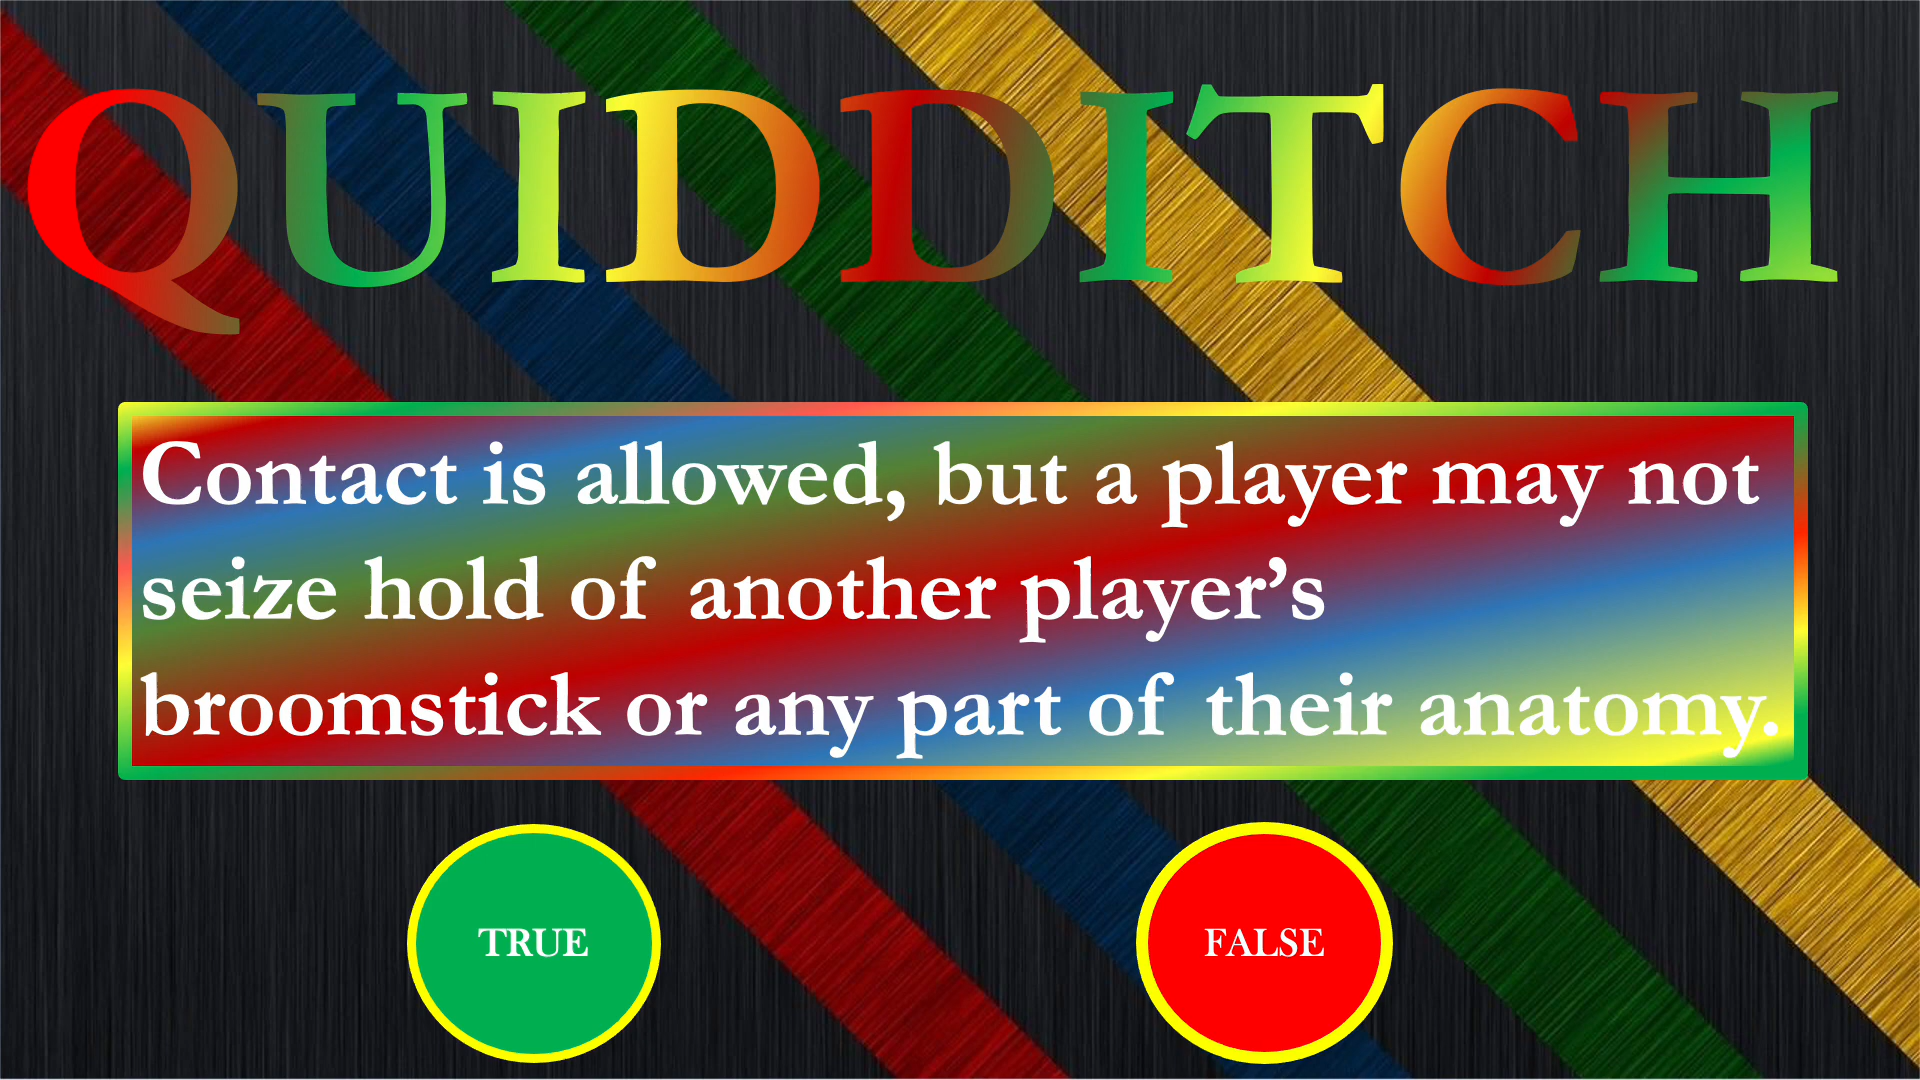 QUIDDITCH
Contact is allowed, but a player may not
seize hold of another player’s
broomstick or any part of their anatomy.
TRUE
FALSE